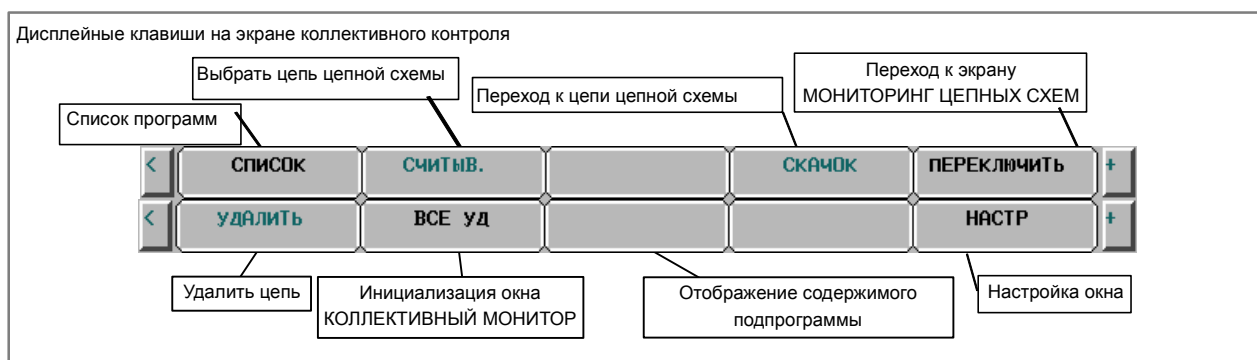 Дисплейные клавиши на экране коллективного контроля
Выбрать цепь цепной схемы
Переход к экрану
МОНИТОРИНГ ЦЕПНЫХ СХЕМ
Переход к цепи цепной схемы
Список программ
< СПИСОК СЧИТЫВ. СКАЧОК ПЕРЕКЛЮЧИТЬ +
< УДАЛИТЬ ВСЕ УД НАСТР +
Удалить цепь
Инициализация окна
КОЛЛЕКТИВНЫЙ МОНИТОР
Отображение содержимого
подпрограммы
Настройка окна